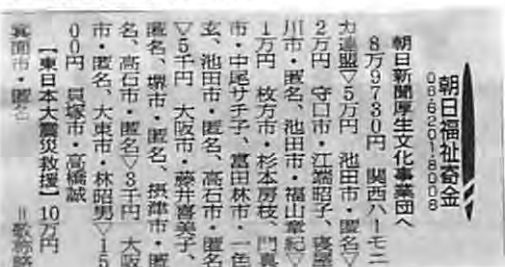 朝日福祉寄金
06-6201-8008
朝日新聞厚生文化事業団へ
8万9730円 関西ハーモニ
カ連盟▽5万円 池田市・匿名▽
2万円 守口市・江端昭子、寝屋
川市・匿名、池田市・福山章紀▽
1万円 枚方市・杉本房枝、門真
市・中尾サチ子、富田林市・一色
玄、池田市・匿名、高石市・匿名
▽5千円 大阪市・藤井喜美子、
匿名、堺市・匿名、摂津市・匿
名、高石市・匿名▽3千円 大阪
市・匿名、大東市・林昭男▽15
00円 貝塚市・高橋誠
【東日本大震災救援】10万円
箕面市・匿名 =敬称略